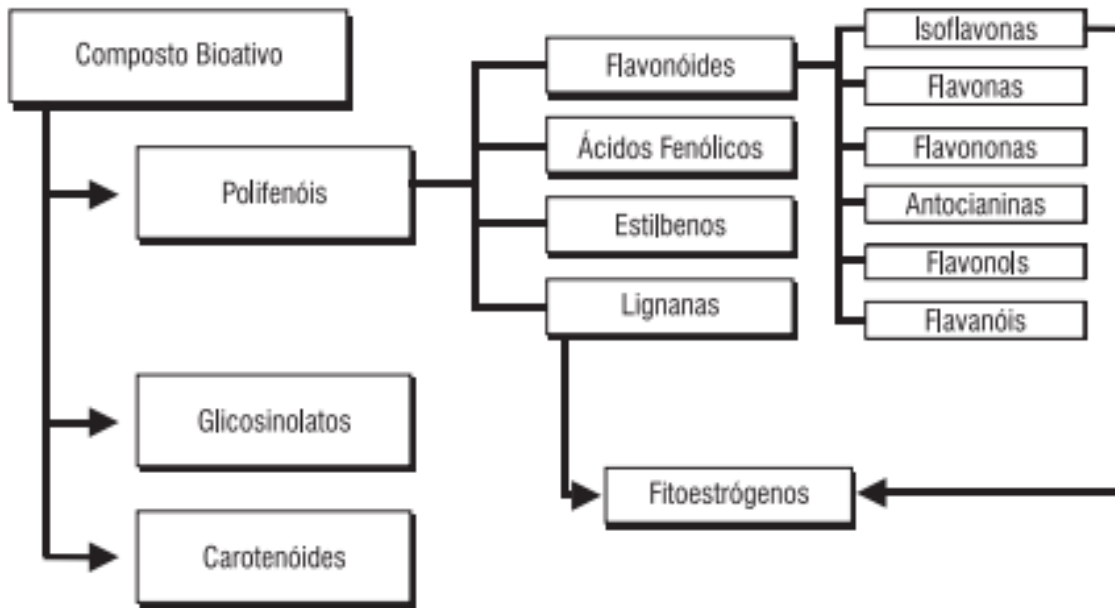 Composto Bioativo
Polifenóis
Glicosinolatos
Carotenóides
Flavonóides
Ácidos Fenólicos
Estilbenos
Lignanas
Fitoestrógenos
Isoflavonas
Flavonas
Flavononas
Antocianinas
Flavonols
Flavanóis